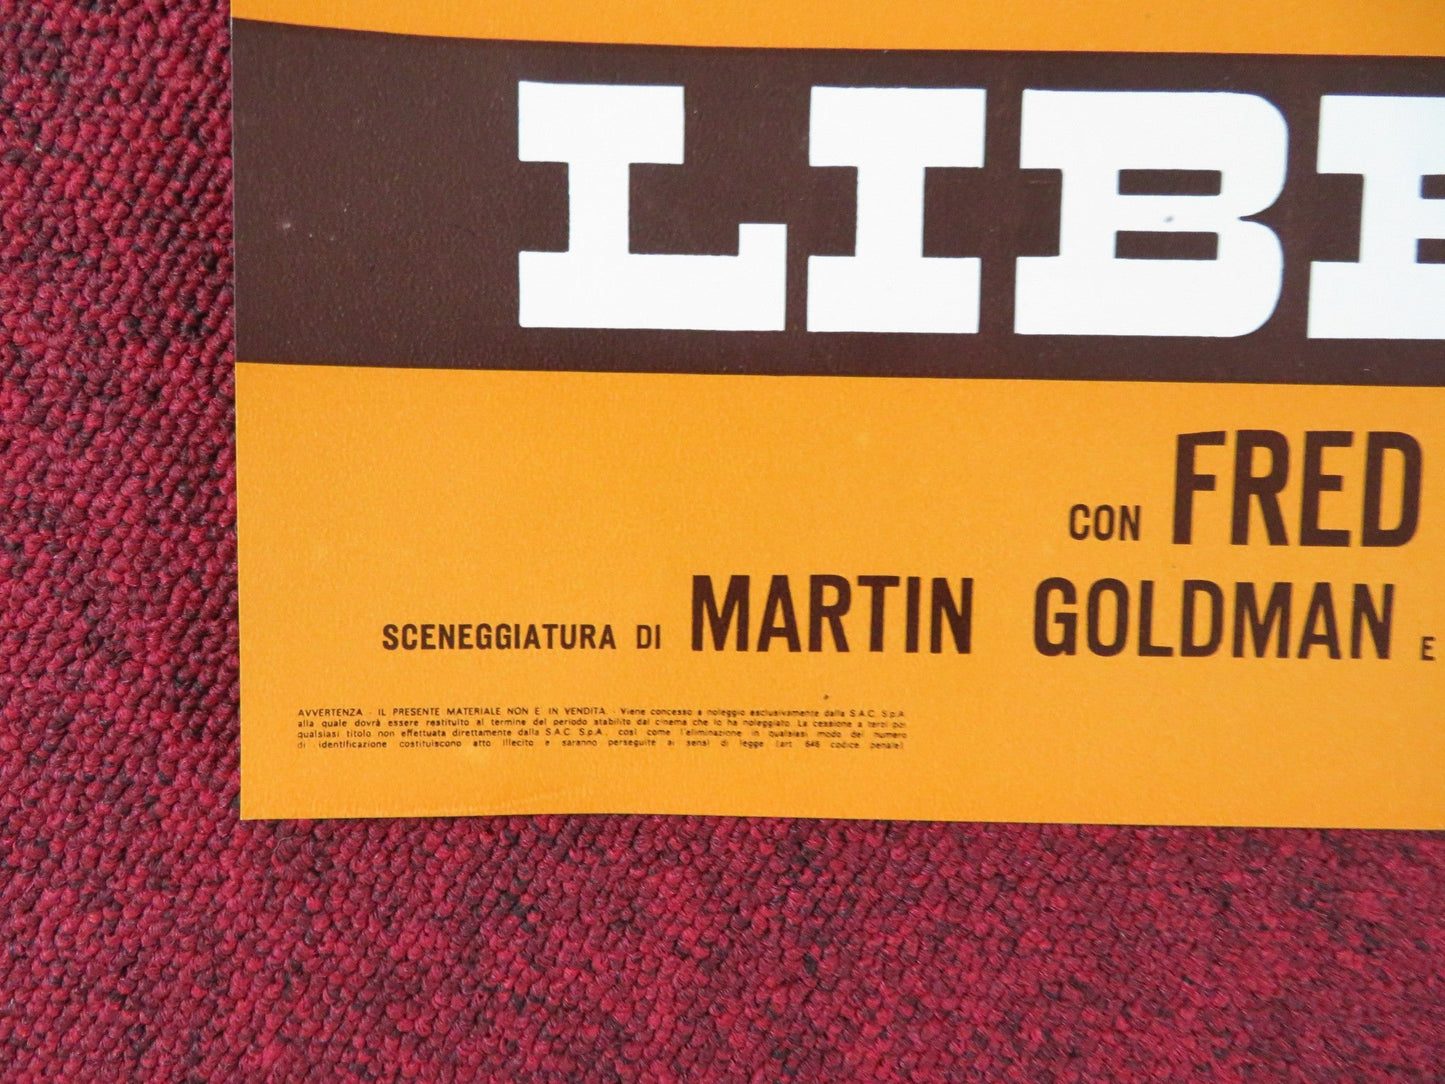 LIBE
CON FRED
SCENEGGIATURA DI MARTIN GOLDMAN E
AVVERTENZA - IL PRESENTE MATERIALE NON E' IN VENDITA - Viene concesso a noleggio esclusivamente dalla S.A.C. S.p.A.
alla quale dovrà essere restituito al termine del periodo stabilito dal cinema che lo ha noleggiato. La cessione a terzi per
qualsiasi titolo non effettuata direttamente dalla S.A.C. S.p.A., così come l'eliminazione in qualsiasi modo del numero
di identificazione costituiscono atto illecito e saranno perseguite ai sensi di legge (art. 646 codice penale)